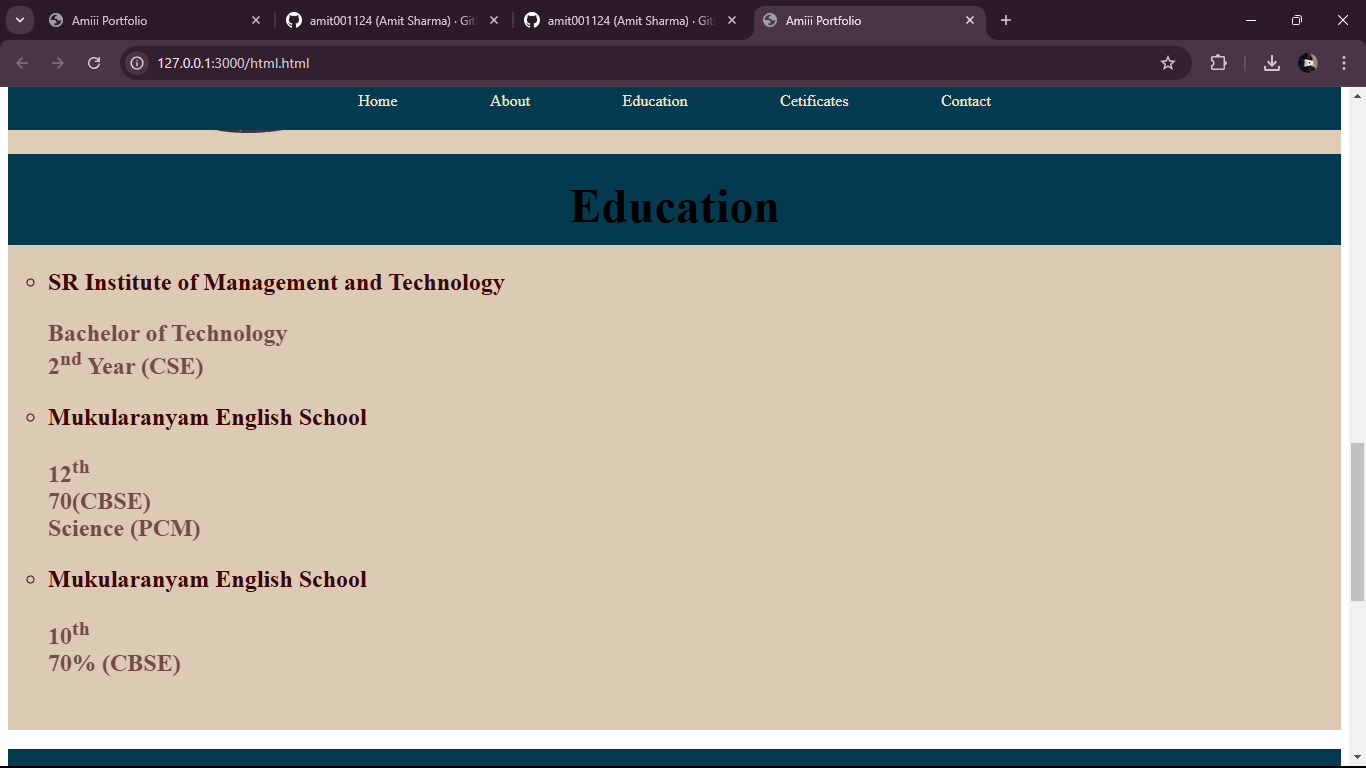 Amiii Portfolio
amit001124 (Amit Sharma) · Git
amit001124 (Amit Sharma) · Git
Amiii Portfolio
127.0.0.1:3000/html.html
Home About Education Cetificates Contact
Education
SR Institute of Management and Technology
Bachelor of Technology
2nd Year (CSE)
Mukularanyam English School
12th
70(CBSE)
Science (PCM)
Mukularanyam English School
10th
70% (CBSE)